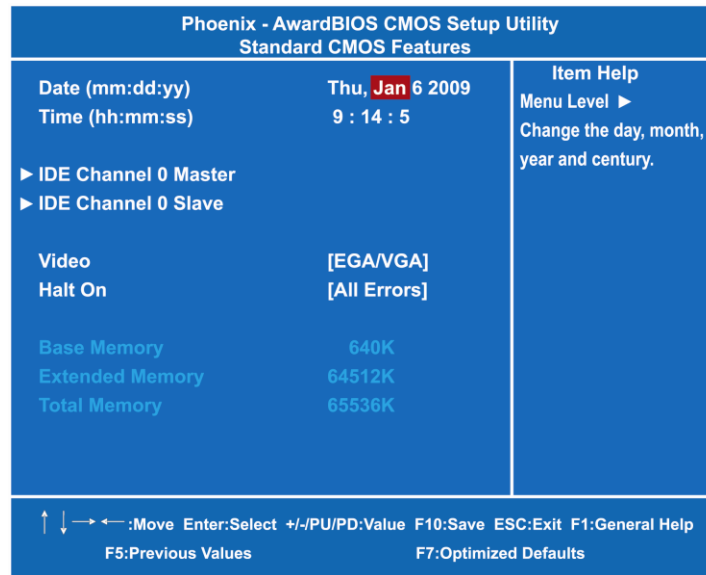 Phoenix - AwardBIOS CMOS Setup Utility
Standard CMOS Features
Date (mm:dd:yy) Thu, Jan 6 2009
Time (hh:mm:ss) 9 : 14 : 5
► IDE Channel 0 Master
► IDE Channel 0 Slave
Video [EGA/VGA]
Halt On [All Errors]
Base Memory 640K
Extended Memory 64512K
Total Memory 65536K
Item Help
Menu Level ►
Change the day, month,
year and century.
↑ ↓ → ← :Move Enter:Select +/-/PU/PD:Value F10:Save ESC:Exit F1:General Help
F5:Previous Values F7:Optimized Defaults